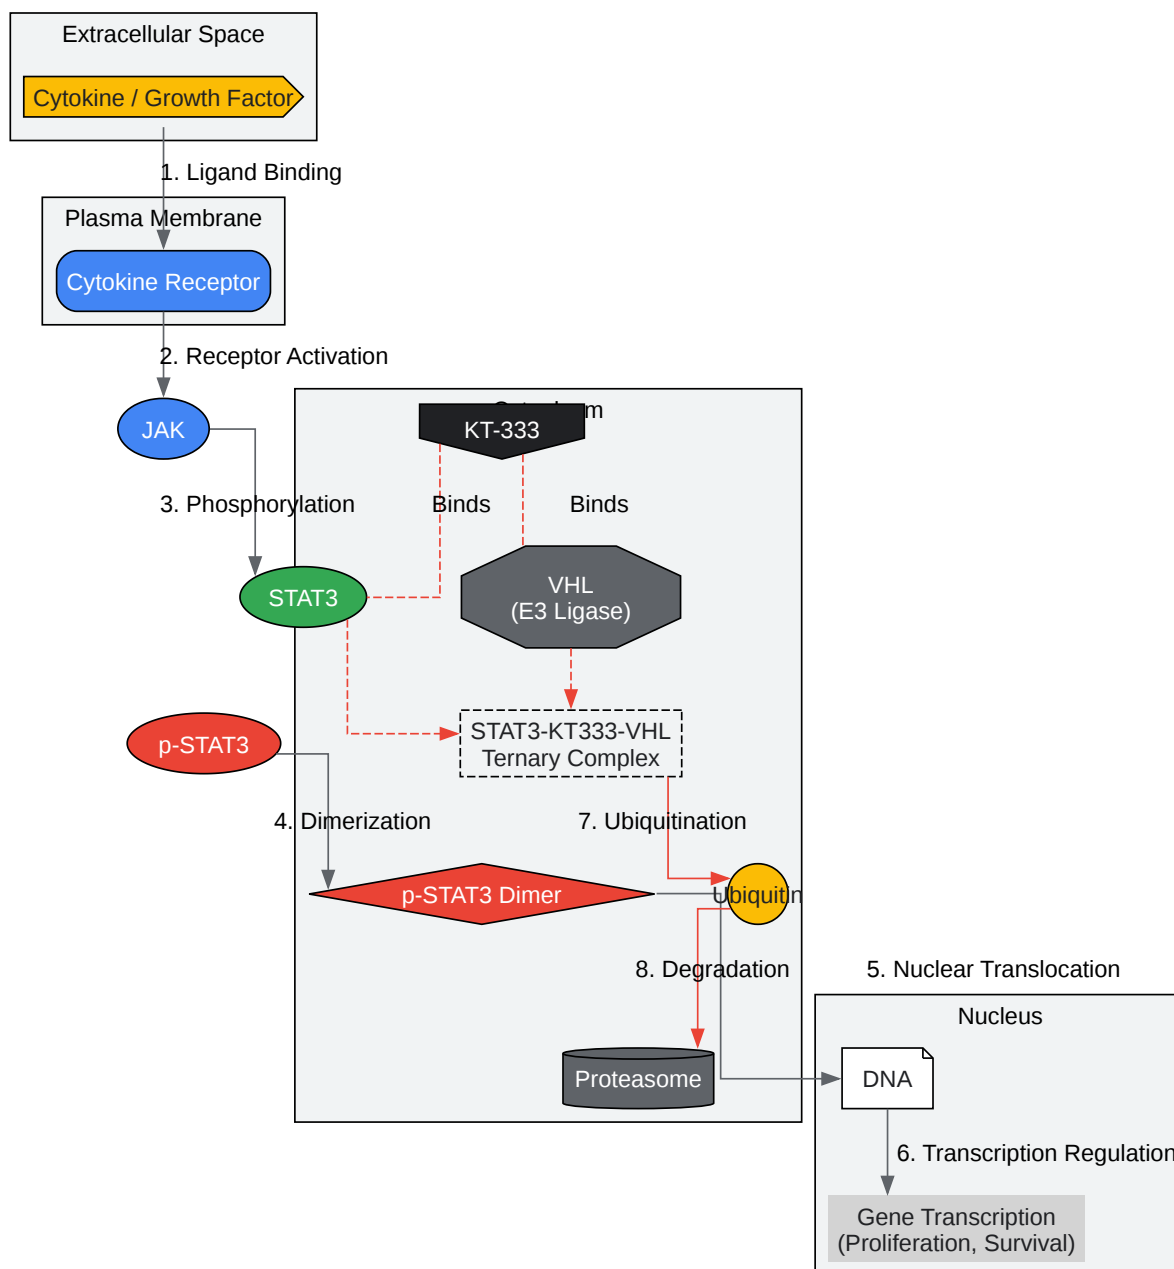 Extracellular Space
Cytokine / Growth Factor
1. Ligand Binding
Plasma Membrane
Cytokine Receptor
2. Receptor Activation
JAK
KT-333
3. Phosphorylation
Binds
Binds
STAT3
VHL
(E3 Ligase)
p-STAT3
STAT3-KT333-VHL
Ternary Complex
4. Dimerization
7. Ubiquitination
p-STAT3 Dimer
Ubiquitin
8. Degradation
5. Nuclear Translocation
Nucleus
Proteasome
DNA
6. Transcription Regulation
Gene Transcription
(Proliferation, Survival)